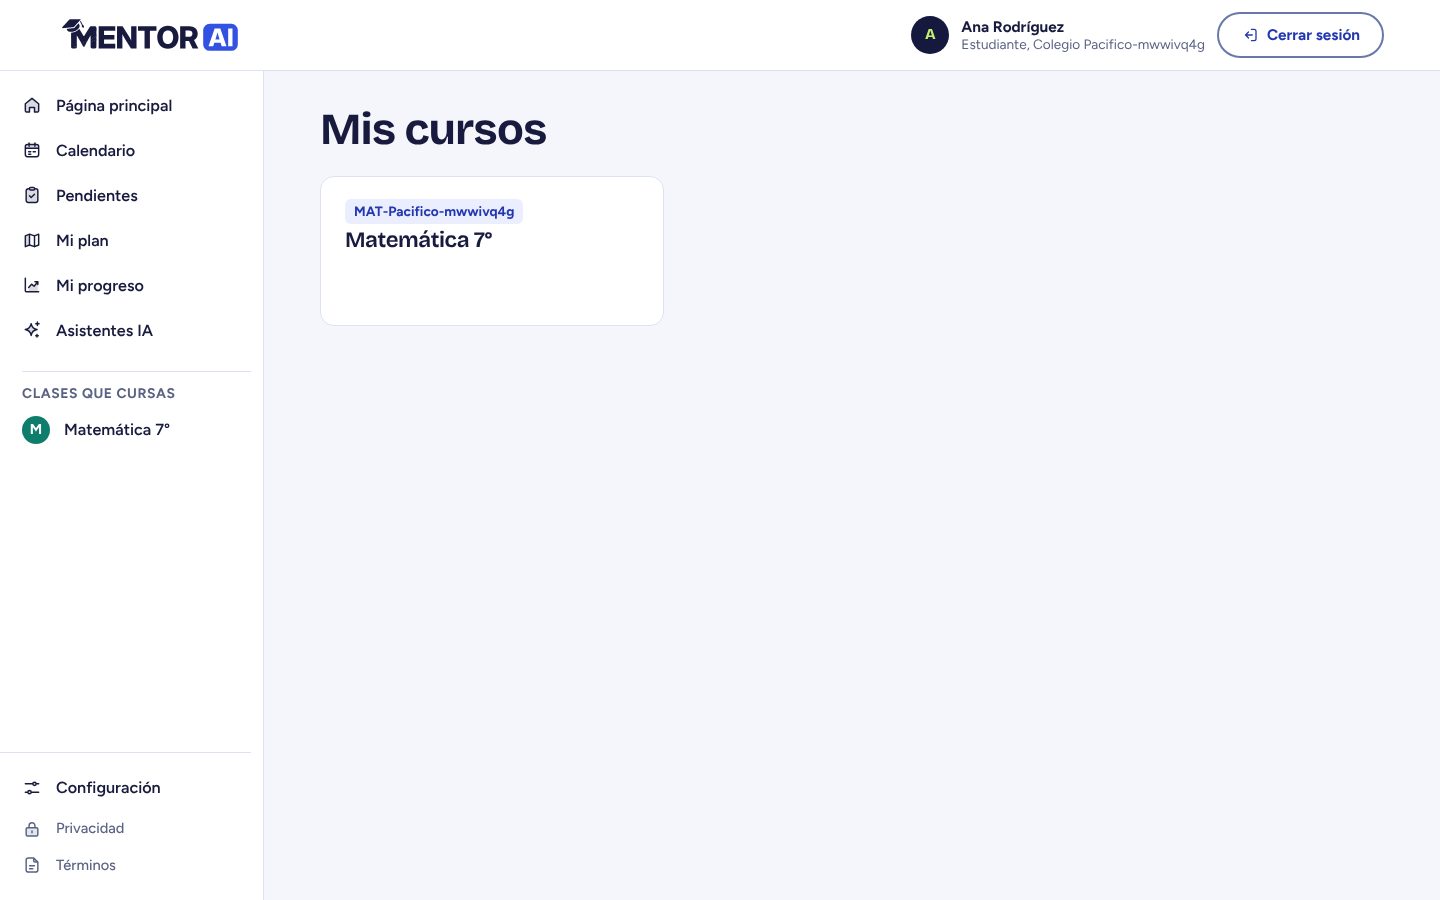 MENTOR AI
A
Ana Rodríguez
Estudiante, Colegio Pacifico-mwwivq4g
Cerrar sesión
Página principal
Calendario
Pendientes
Mi plan
Mi progreso
Asistentes IA
CLASES QUE CURSAS
M
Matemática 7°
Configuración
Privacidad
Términos
Mis cursos
MAT-Pacifico-mwwivq4g
Matemática 7°